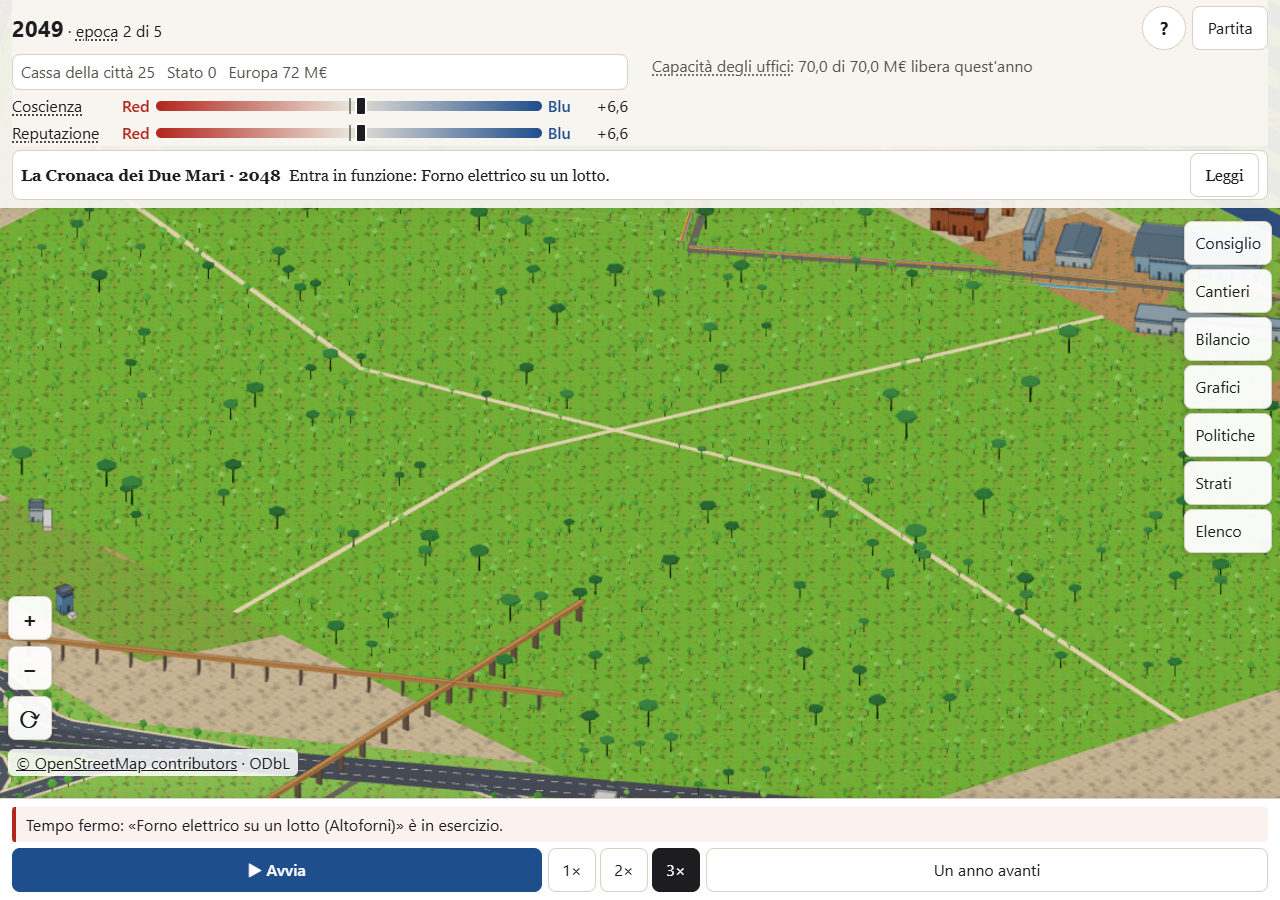 2049 · epoca 2 di 5
?
Partita
Cassa della città 25 Stato 0 Europa 72 M€
Capacità degli uffici: 70,0 di 70,0 M€ libera quest'anno
Coscienza Red Blu +6,6
Reputazione Red Blu +6,6
La Cronaca dei Due Mari · 2048 Entra in funzione: Forno elettrico su un lotto.
Leggi
Consiglio
Cantieri
Bilancio
Grafici
Politiche
Strati
Elenco
+
−
⟳
© OpenStreetMap contributors · ODbL
Tempo fermo: «Forno elettrico su un lotto (Altoforni)» è in esercizio.
▶ Avvia
1×
2×
3×
Un anno avanti